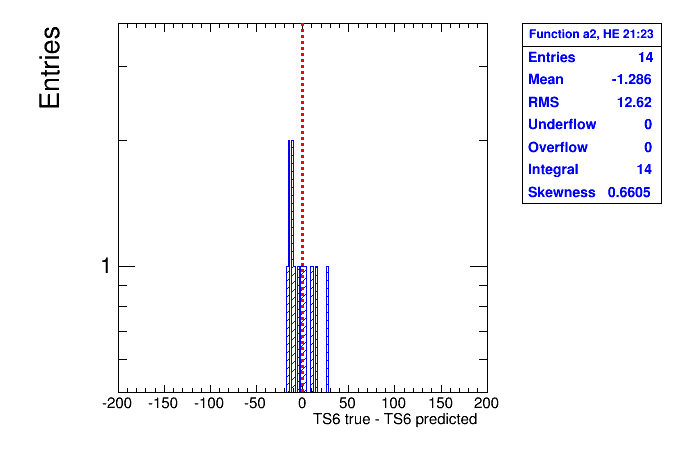 Entries
1
-200 -150 -100 -50 0 50 100 150 200
TS6 true - TS6 predicted
Function a2, HE 21:23
Entries 14
Mean -1.286
RMS 12.62
Underflow 0
Overflow 0
Integral 14
Skewness 0.6605